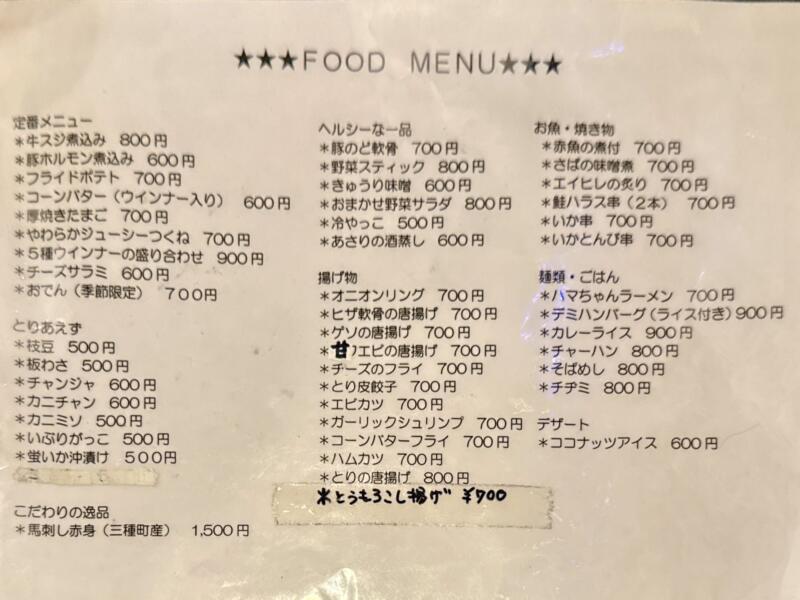 ★★★FOOD MENU★★★
定番メニュー
＊牛スジ煮込み 800円
＊豚ホルモン煮込み 600円
＊フライドポテト 700円
＊コーンバター（ウインナー入り） 600円
＊厚焼きたまご 700円
＊やわらかジューシーつくね 700円
＊５種ウインナーの盛り合わせ 900円
＊チーズサラミ 600円
＊おでん（季節限定） 700円
とりあえず
＊枝豆 500円
＊板わさ 500円
＊チャンジャ 600円
＊カニチャン 600円
＊カニミソ 500円
＊いぶりがっこ 500円
＊蛍いか沖漬け 500円
こだわりの逸品
＊馬刺し赤身（三種町産） 1,500円
ヘルシーな一品
＊豚のど軟骨 700円
＊野菜スティック 800円
＊きゅうり味噌 600円
＊おまかせ野菜サラダ 800円
＊冷やっこ 500円
＊あさりの酒蒸し 600円
揚げ物
＊オニオンリング 700円
＊ヒザ軟骨の唐揚げ 700円
＊ゲソの唐揚げ 700円
＊甘エビの唐揚げ 700円
＊チーズのフライ 700円
＊とり皮餃子 700円
＊エビカツ 700円
＊ガーリックシュリンプ 700円
＊コーンバターフライ 700円
＊ハムカツ 700円
＊とりの唐揚げ 800円
＊とうもろこし揚げ ¥700
お魚・焼き物
＊赤魚の煮付 700円
＊さばの味噌煮 700円
＊エイヒレの炙り 700円
＊鮭ハラス串（２本） 700円
＊いか串 700円
＊いかとんび串 700円
麺類・ごはん
＊ハマちゃんラーメン 700円
＊デミハンバーグ（ライス付き）900円
＊カレーライス 900円
＊チャーハン 800円
＊そばめし 800円
＊チヂミ 800円
デザート
＊ココナッツアイス 600円